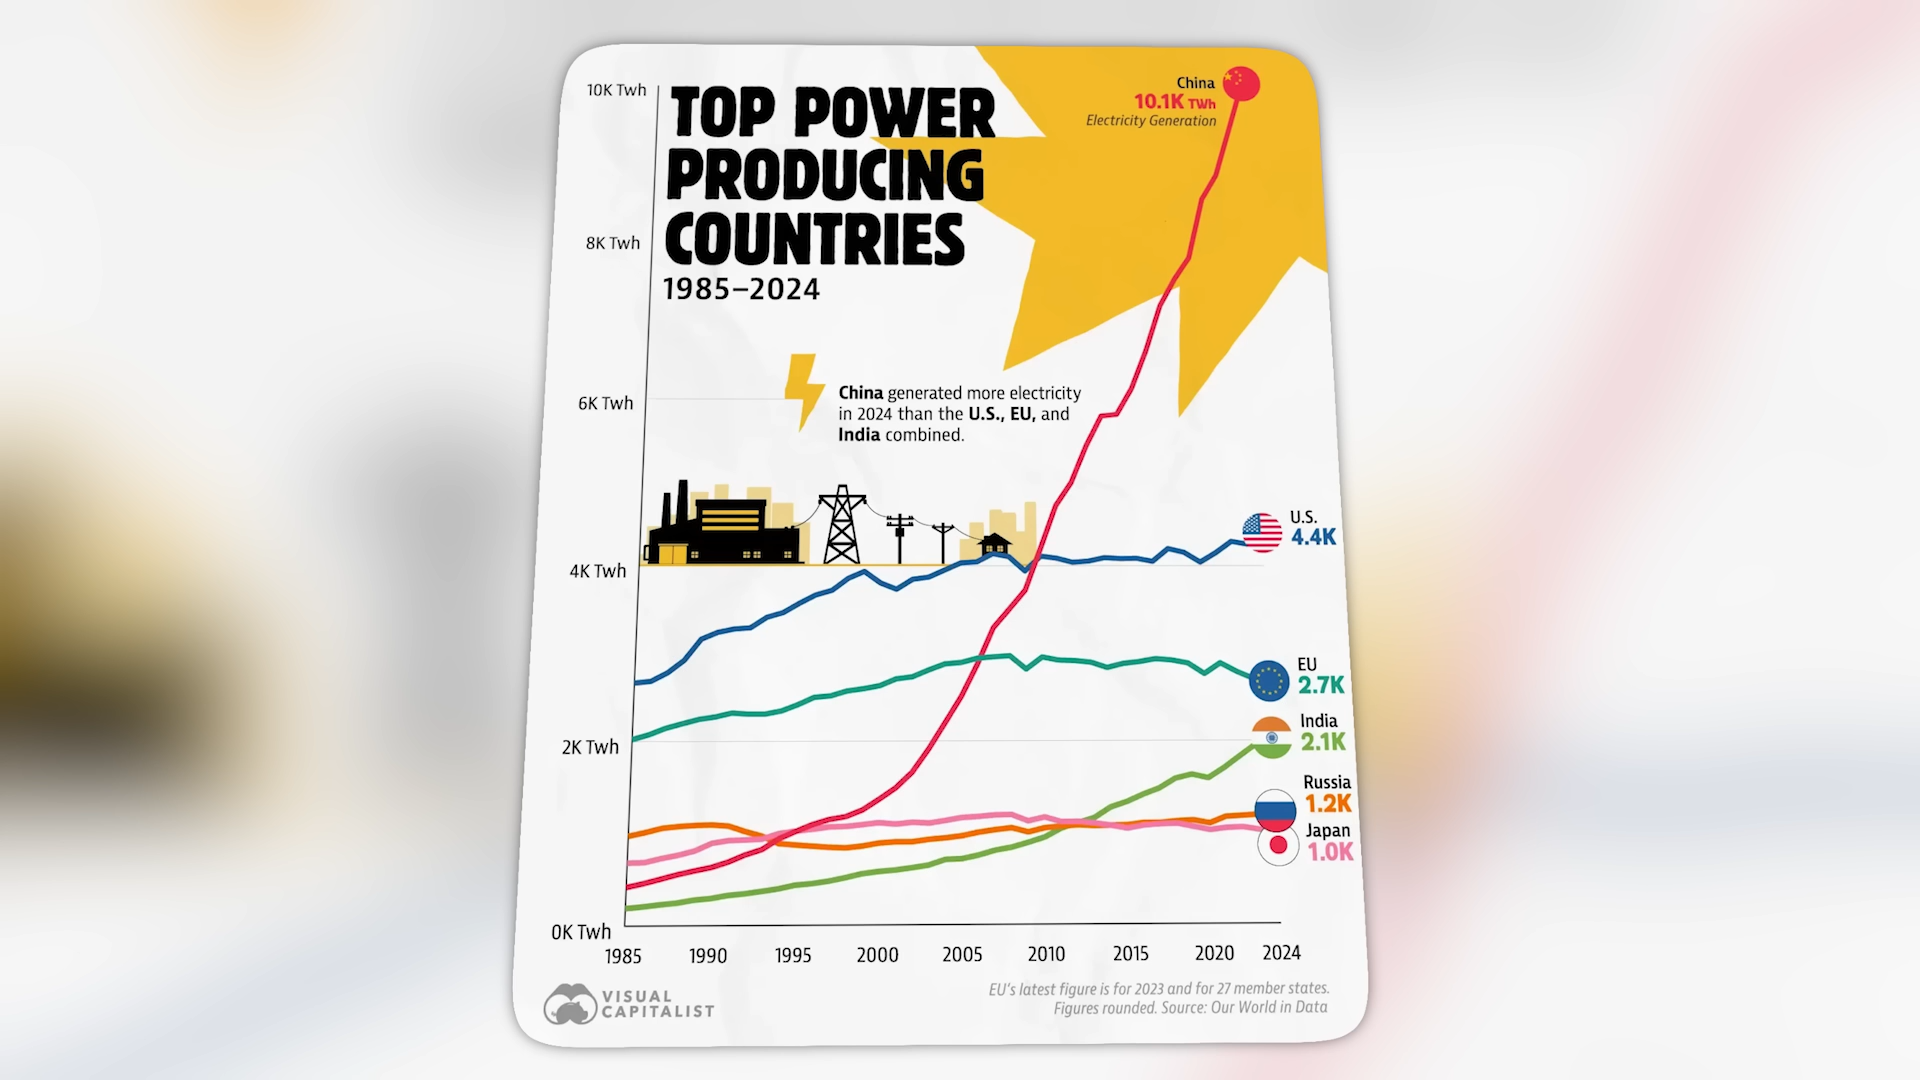 TOP POWER
PRODUCING
COUNTRIES
1985–2024
China
10.1K TWh
Electricity Generation
10K Twh
8K Twh
6K Twh
4K Twh
2K Twh
0K Twh
China generated more electricity
in 2024 than the U.S., EU, and
India combined.
U.S.
4.4K
EU
2.7K
India
2.1K
Russia
1.2K
Japan
1.0K
1985 1990 1995 2000 2005 2010 2015 2020 2024
VISUAL
CAPITALIST
EU's latest figure is for 2023 and for 27 member states.
Figures rounded. Source: Our World in Data